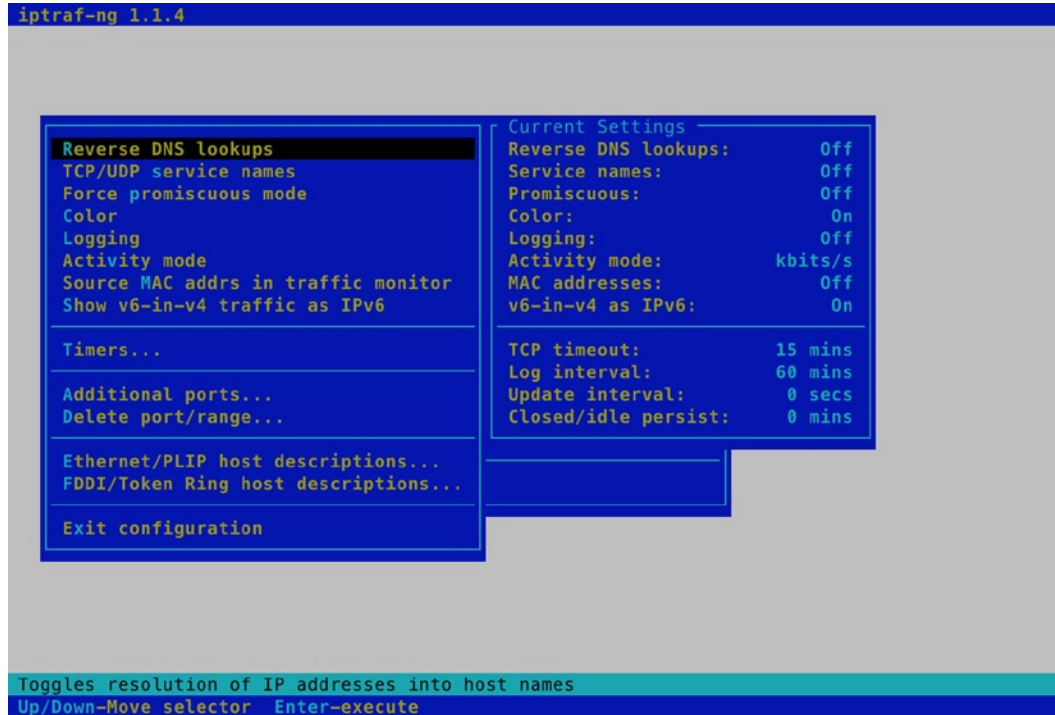 iptraf-ng 1.1.4
Reverse DNS lookups
TCP/UDP service names
Force promiscuous mode
Color
Logging
Activity mode
Source MAC addrs in traffic monitor
Show v6-in-v4 traffic as IPv6
Timers...
Additional ports...
Delete port/range...
Ethernet/PLIP host descriptions...
FDDI/Token Ring host descriptions...
Exit configuration
Current Settings
Reverse DNS lookups: Off
Service names: Off
Promiscuous: Off
Color: On
Logging: Off
Activity mode: kbits/s
MAC addresses: Off
v6-in-v4 as IPv6: On
TCP timeout: 15 mins
Log interval: 60 mins
Update interval: 0 secs
Closed/idle persist: 0 mins
Toggles resolution of IP addresses into host names
Up/Down-Move selector Enter-execute